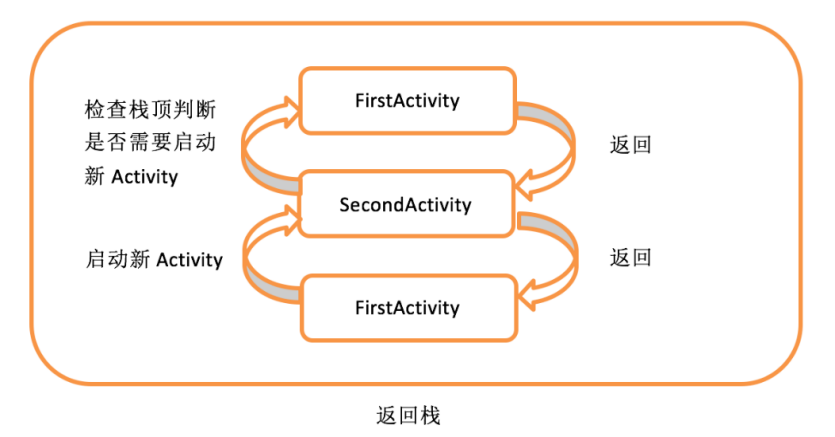 FirstActivity
检查栈顶判断
是否需要启动
新 Activity
返回
SecondActivity
启动新 Activity
返回
FirstActivity
返回栈